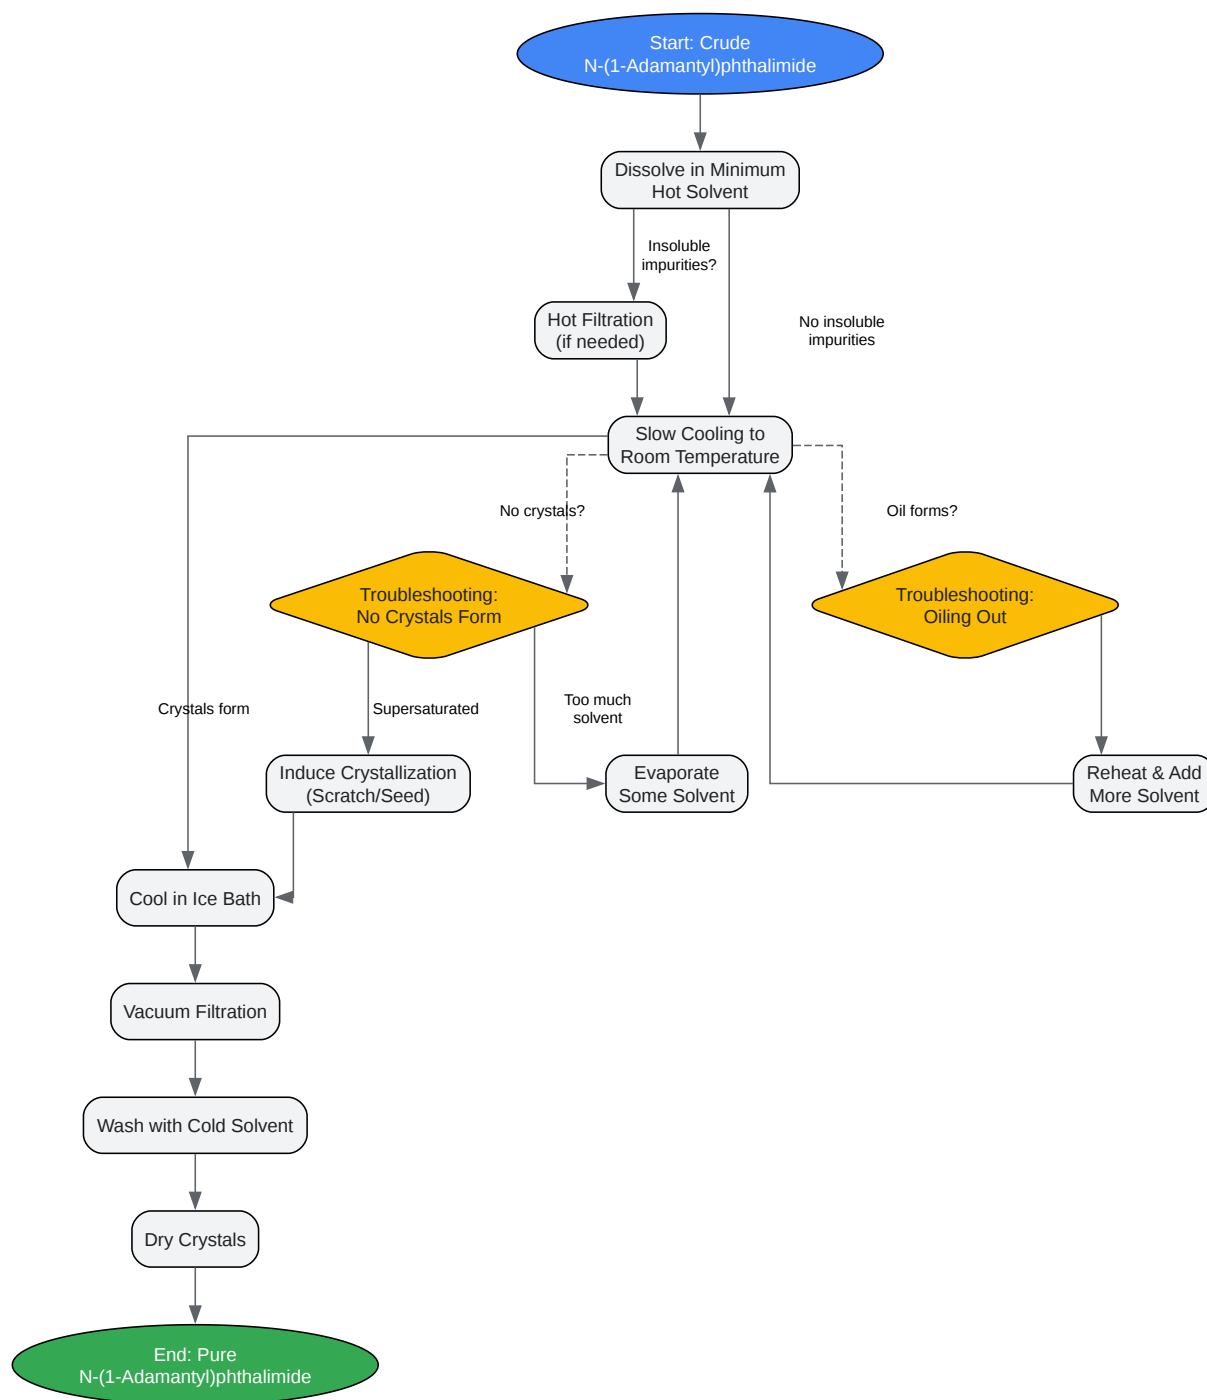 Start: Crude
N-(1-Adamantyl)phthalimide
Dissolve in Minimum
Hot Solvent
Insoluble
impurities?
Hot Filtration
(if needed)
No insoluble
impurities
Slow Cooling to
Room Temperature
No crystals?
Oil forms?
Troubleshooting:
No Crystals Form
Troubleshooting:
Oiling Out
Crystals form
Supersaturated
Too much
solvent
Induce Crystallization
(Scratch/Seed)
Evaporate
Some Solvent
Reheat & Add
More Solvent
Cool in Ice Bath
Vacuum Filtration
Wash with Cold Solvent
Dry Crystals
End: Pure
N-(1-Adamantyl)phthalimide